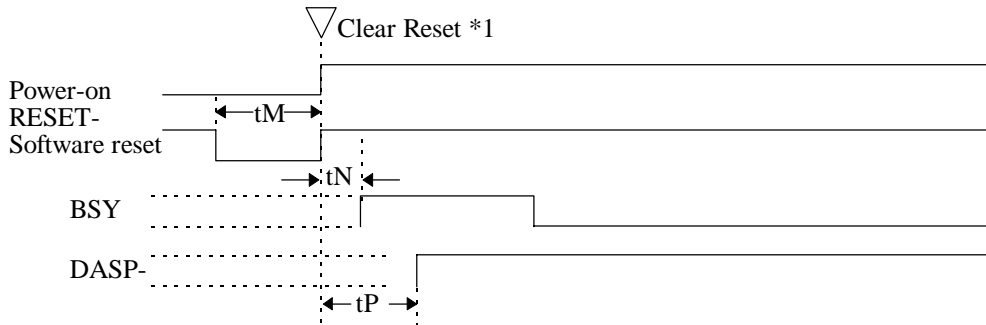 Clear Reset *1
Power-on
RESET-
Software reset
tM
tN
BSY
DASP-
tP